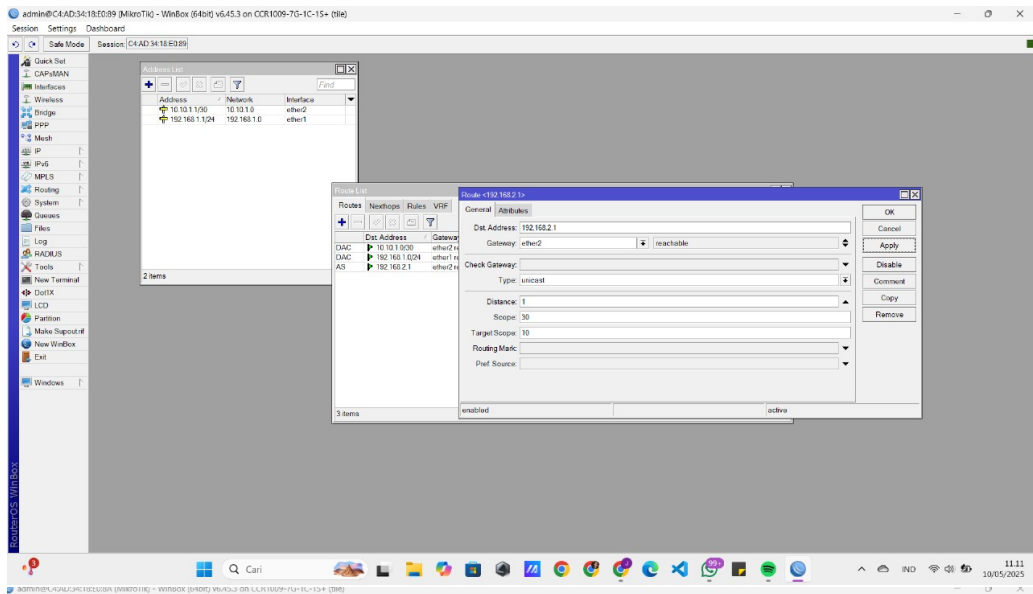 admin@C4:AD:34:18:E0:89 (MikroTik) - WinBox (64bit) v6.45.3 on CCR1009-7G-1C-1S+ (tile)
Session Settings Dashboard
Safe Mode Session: C4:AD:34:18:E0:89
Quick Set
CAPsMAN
Interfaces
Wireless
Bridge
PPP
Mesh
IP
IPv6
MPLS
Routing
System
Queues
Files
Log
RADIUS
Tools
New Terminal
Dot1X
LCD
Partition
Make Supout.rif
New WinBox
Exit
Windows
RouterOS WinBox
Address List
Find
Address Network Interface
10.10.1.1/30 10.10.1.0 ether2
192.168.1.1/24 192.168.1.0 ether1
2 items
Route List
Routes Nexthops Rules VRF
Dst. Address Gateway
DAC 10.10.1.0/30 ether2 re
DAC 192.168.1.0/24 ether1 re
AS 192.168.2.1 ether2 re
3 items
Route <192.168.2.1>
General Attributes
Dst. Address: 192.168.2.1
Gateway: ether2 reachable
Check Gateway:
Type: unicast
Distance: 1
Scope: 30
Target Scope: 10
Routing Mark:
Pref. Source:
enabled active
OK
Cancel
Apply
Disable
Comment
Copy
Remove
3
Cari
99+
IND
11.11
10/05/2025